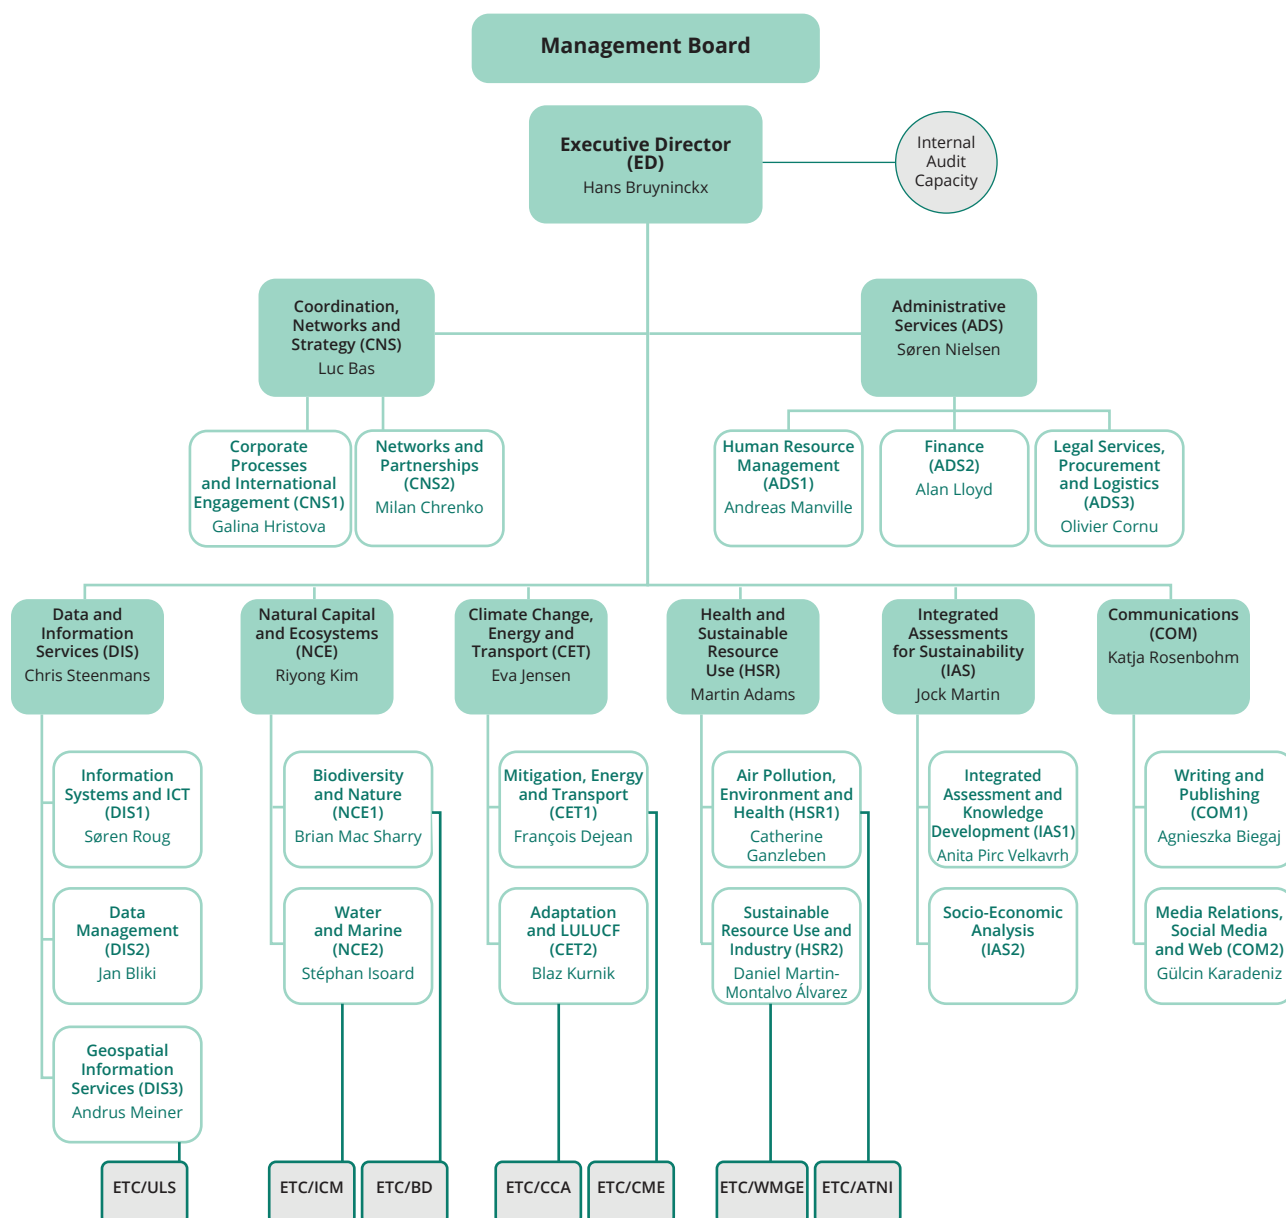 Management Board
Executive Director
(ED)
Hans Bruyninckx
Internal
Audit
Capacity
Coordination,
Networks and
Strategy (CNS)
Luc Bas
Administrative
Services (ADS)
Søren Nielsen
Corporate
Processes
and International
Engagement (CNS1)
Galina Hristova
Networks and
Partnerships
(CNS2)
Milan Chrenko
Human Resource
Management
(ADS1)
Andreas Manville
Finance
(ADS2)
Alan Lloyd
Legal Services,
Procurement
and Logistics
(ADS3)
Olivier Cornu
Data and
Information
Services (DIS)
Chris Steenmans
Natural Capital
and Ecosystems
(NCE)
Riyong Kim
Climate Change,
Energy and
Transport (CET)
Eva Jensen
Health and
Sustainable
Resource
Use (HSR)
Martin Adams
Integrated
Assessments
for Sustainability
(IAS)
Jock Martin
Communications
(COM)
Katja Rosenbohm
Information
Systems and ICT
(DIS1)
Søren Roug
Biodiversity
and Nature
(NCE1)
Brian Mac Sharry
Mitigation, Energy
and Transport
(CET1)
François Dejean
Air Pollution,
Environment and
Health (HSR1)
Catherine
Ganzleben
Integrated
Assessment and
Knowledge
Development (IAS1)
Anita Pirc Velkavrh
Writing and
Publishing
(COM1)
Agnieszka Biegaj
Data
Management
(DIS2)
Jan Bliki
Water
and Marine
(NCE2)
Stéphan Isoard
Adaptation
and LULUCF
(CET2)
Blaz Kurnik
Sustainable
Resource Use and
Industry (HSR2)
Daniel Martin-
Montalvo Álvarez
Socio-Economic
Analysis
(IAS2)
Media Relations,
Social Media
and Web (COM2)
Gülcin Karadeniz
Geospatial
Information
Services (DIS3)
Andrus Meiner
ETC/ULS
ETC/ICM
ETC/BD
ETC/CCA
ETC/CME
ETC/WMGE
ETC/ATNI